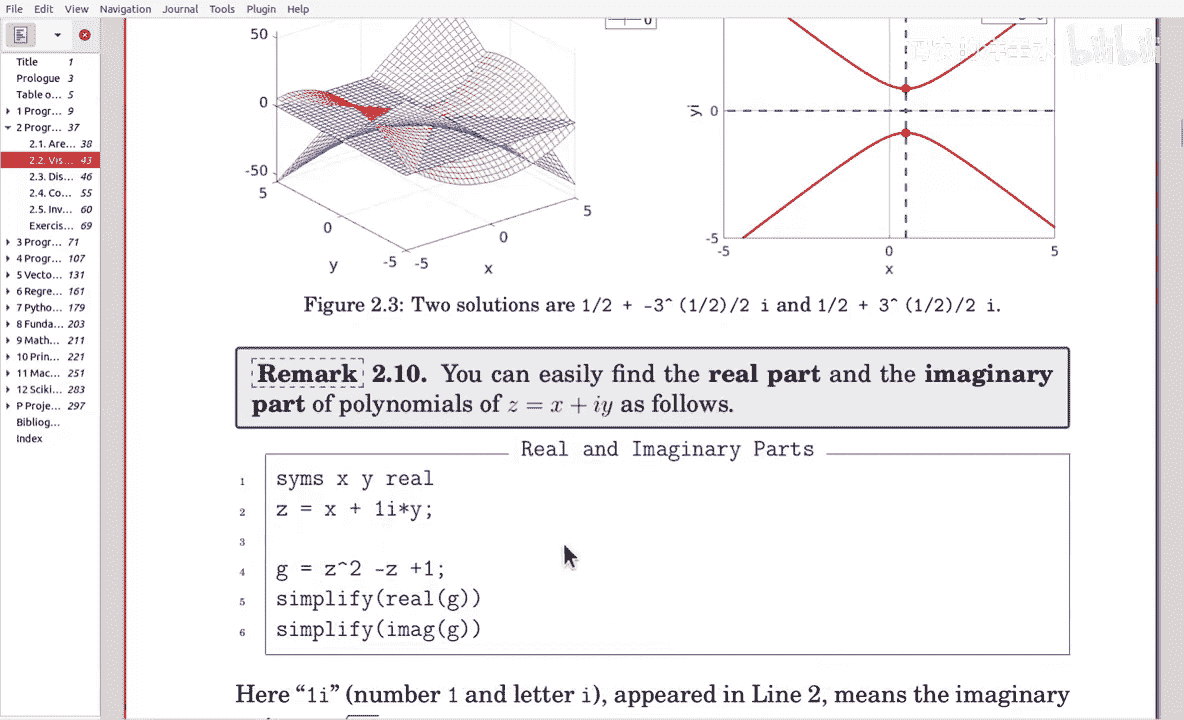 File Edit View Navigation Journal Tools Plugin Help
Title 1
Prologue 3
Table o... 5
1 Progr... 9
2 Progr... 37
2.1. Are... 38
2.2. Vis... 43
2.3. Dis... 46
2.4. Co... 55
2.5. Inv... 60
Exercis... 69
3 Progr... 71
4 Progr... 107
5 Vecto... 131
6 Regre... 161
7 Pytho... 179
8 Funda... 203
9 Math... 211
10 Prin... 221
11 Mac... 251
12 Sciki... 283
P Proje... 297
Bibliog...
Index
50
0
-50
5
0
-5
y
-5
0
5
x
0
yi
0
-5
-5
0
5
x
bilibili
Figure 2.3: Two solutions are 1/2 + -3^(1/2)/2 i and 1/2 + 3^(1/2)/2 i.
Remark 2.10. You can easily find the real part and the imaginary
part of polynomials of z = x + iy as follows.
Real and Imaginary Parts
1 syms x y real
2 z = x + 1i*y;
3
4 g = z^2 -z +1;
5 simplify(real(g))
6 simplify(imag(g))
Here “1i” (number 1 and letter i), appeared in Line 2, means the imaginary